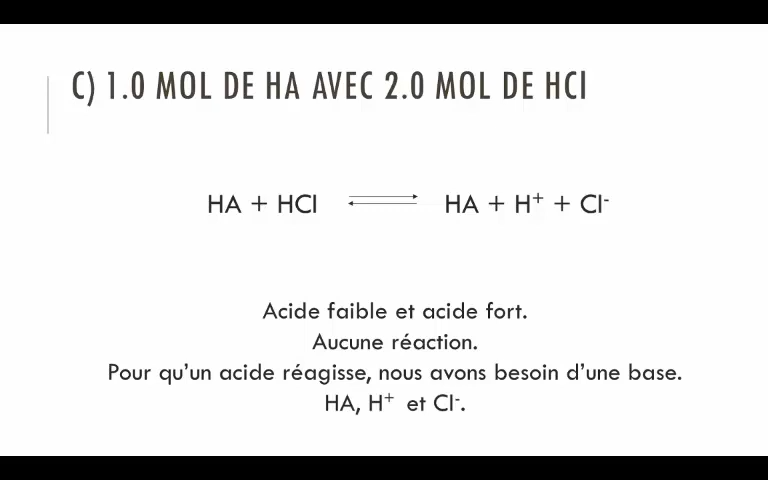 C) 1.0 MOL DE HA AVEC 2.0 MOL DE HCl
HA + HCl ⇌ HA + H⁺ + Cl⁻
Acide faible et acide fort.
Aucune réaction.
Pour qu’un acide réagisse, nous avons besoin d’une base.
HA, H⁺ et Cl⁻.